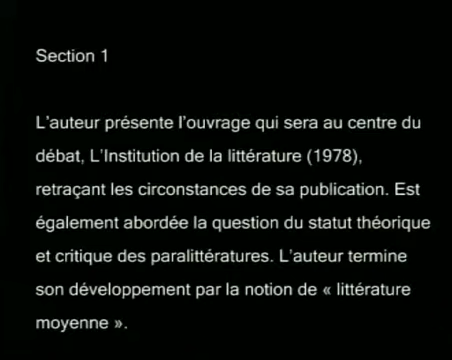 Section 1
L'auteur présente l'ouvrage qui sera au centre du
débat, L'Institution de la littérature (1978),
retraçant les circonstances de sa publication. Est
également abordée la question du statut théorique
et critique des paralittératures. L'auteur termine
son développement par la notion de « littérature
moyenne ».